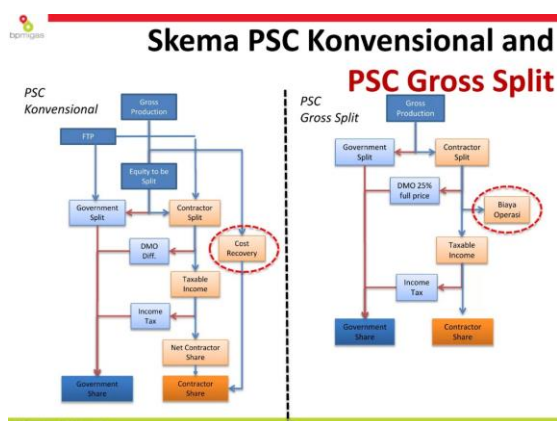 bpmigas
Skema PSC Konvensional and
PSC Gross Split
PSC
Konvensional
Gross
Production
FTP
Equity to be
Split
Government
Split
Contractor
Split
DMO
Diff.
Cost
Recovery
Taxable
Income
Income
Tax
Net Contractor
Share
Government
Share
Contractor
Share
PSC
Gross Split
Gross
Production
Government
Split
Contractor
Split
DMO 25%
full price
Biaya
Operasi
Taxable
Income
Income
Tax
Government
Share
Contractor
Share